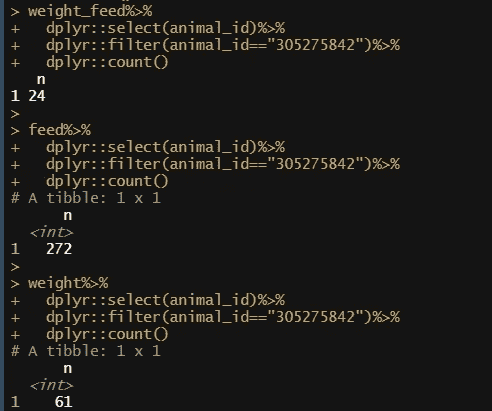 > weight_feed%>%
+   dplyr::select(animal_id)%>%
+   dplyr::filter(animal_id=="305275842")%>%
+   dplyr::count()
   n
1 24
>
> feed%>%
+   dplyr::select(animal_id)%>%
+   dplyr::filter(animal_id=="305275842")%>%
+   dplyr::count()
# A tibble: 1 x 1
      n
  <int>
1   272
>
> weight%>%
+   dplyr::select(animal_id)%>%
+   dplyr::filter(animal_id=="305275842")%>%
+   dplyr::count()
# A tibble: 1 x 1
      n
  <int>
1    61